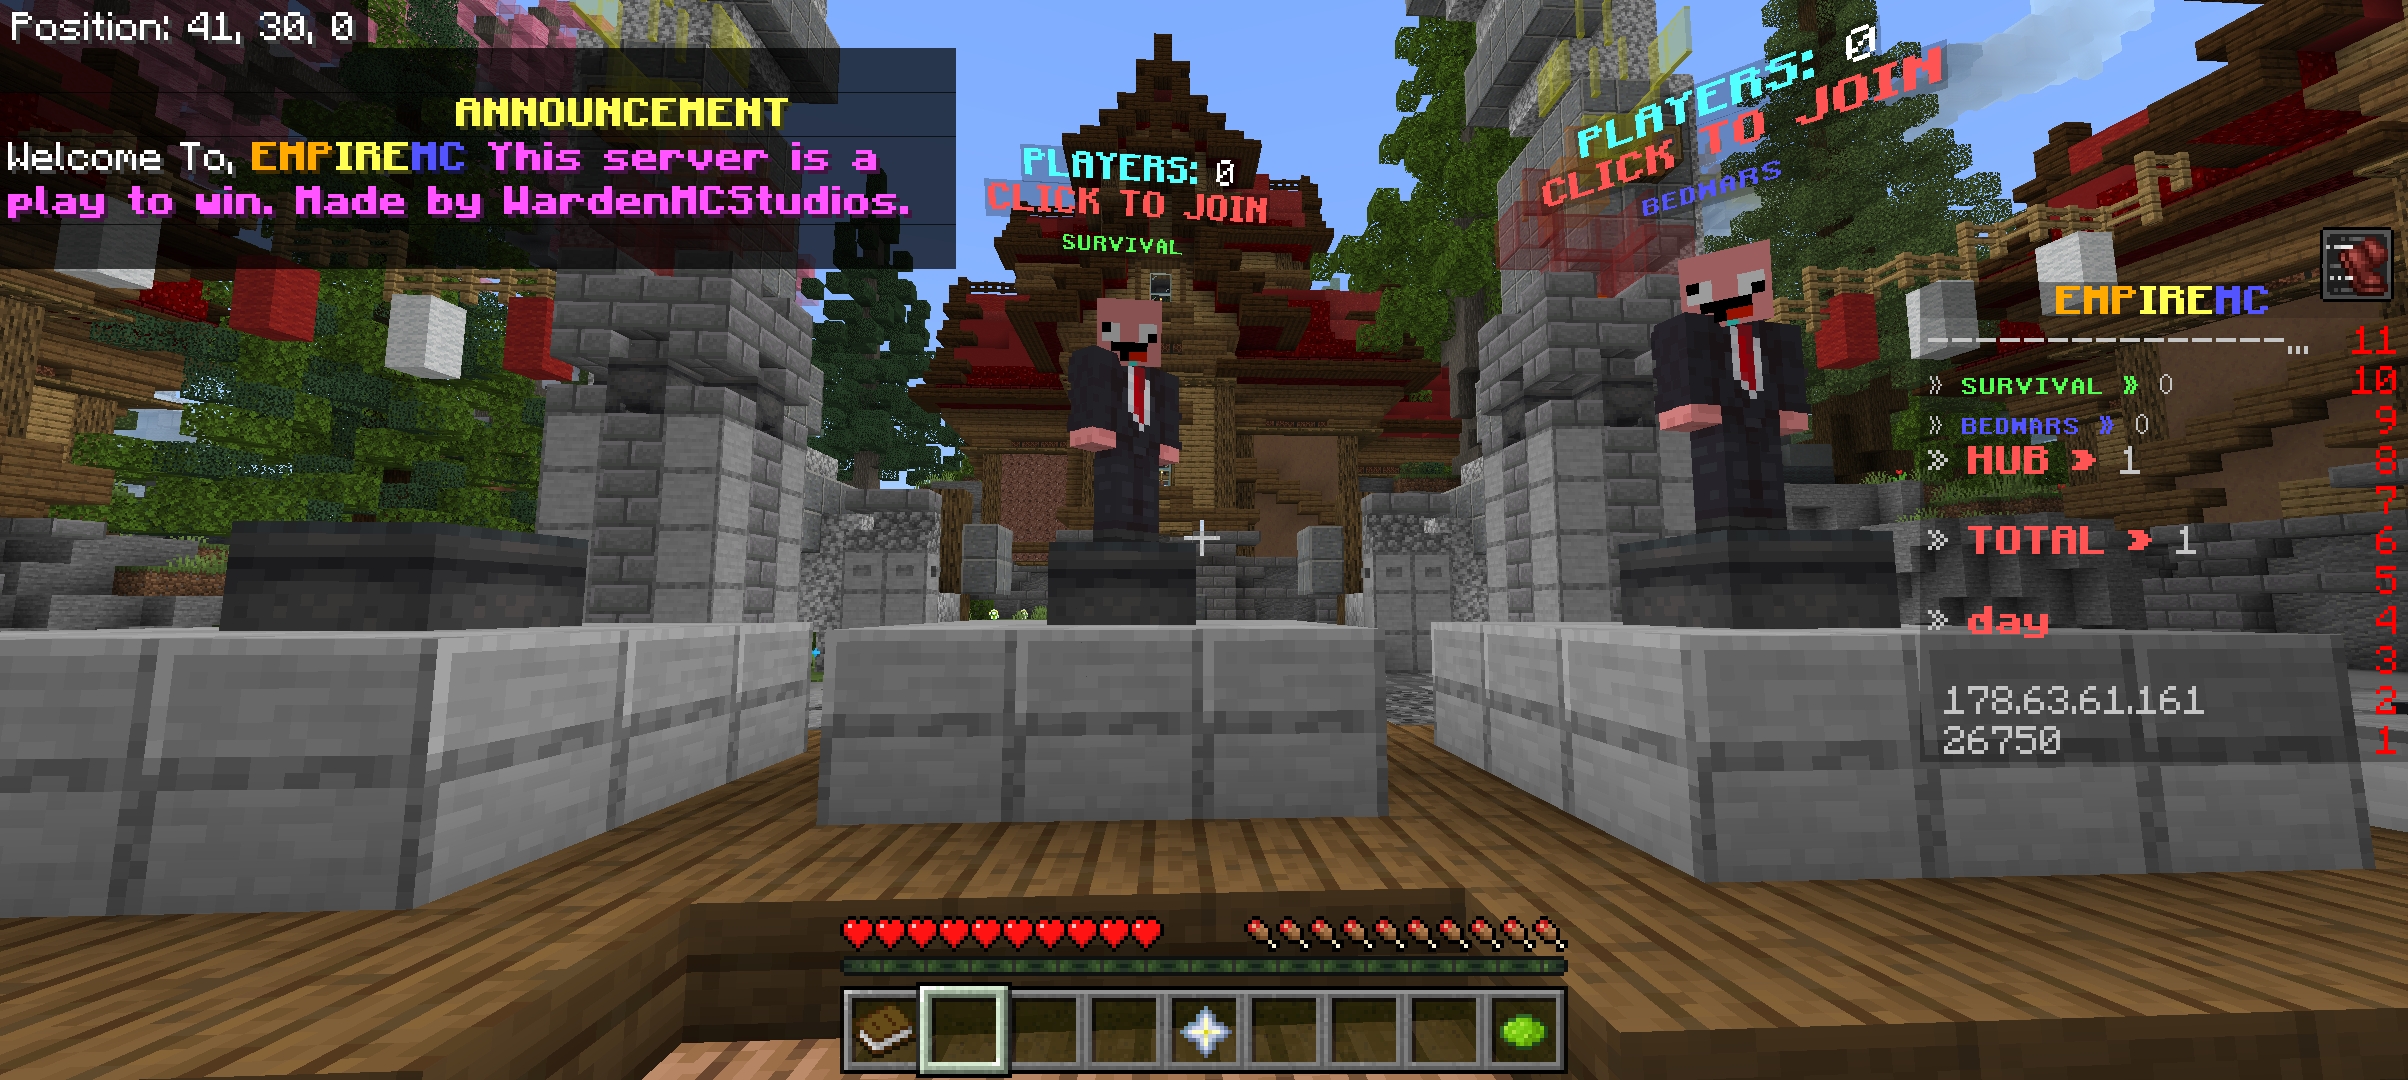 Position: 41, 30, 0
ANNOUNCEMENT
Welcome To, EMPIREMC This server is a
play to win. Made by WardenMCStudios.
PLAYERS: 0
CLICK TO JOIN
SURVIVAL
PLAYERS: 0
CLICK TO JOIN
BEDWARS
EMPIREMC
-------------------... 11
» SURVIVAL » 0 10
» BEDWARS » 0 9
» HUB » 1 8
7
» TOTAL » 1 6
5
» day 4
3
178.63.61.161 2
26750 1